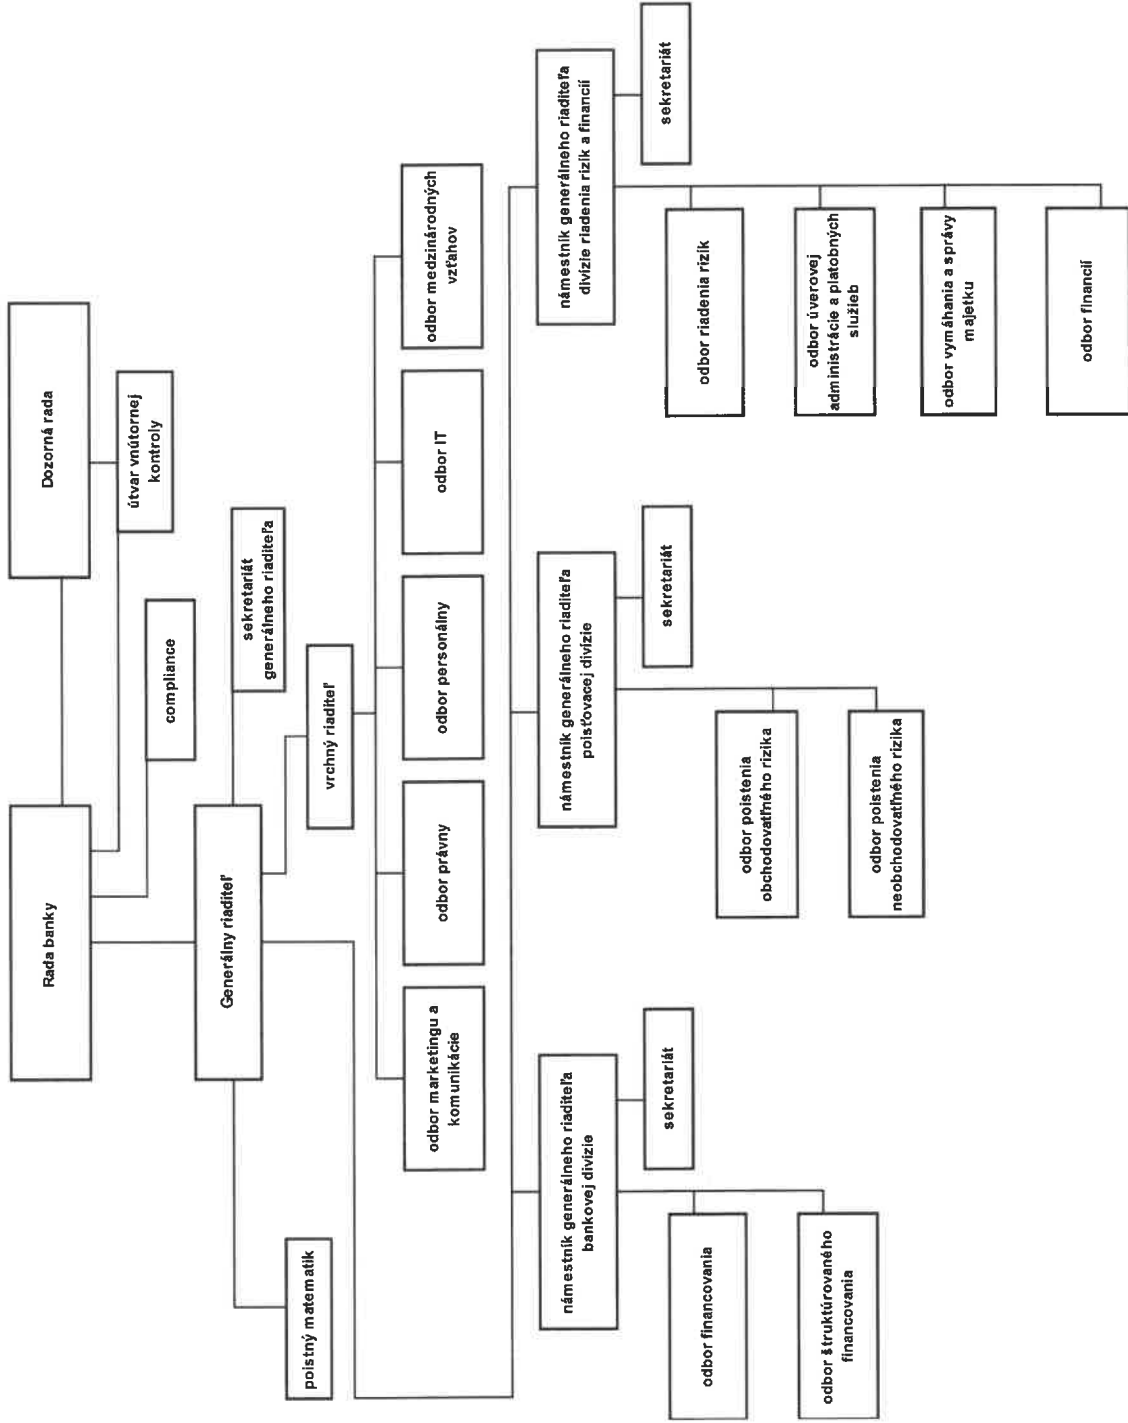 Rada banky
Dozorná rada
útvar vnútornej
kontroly
compliance
Generálny riaditeľ
sekretariát
generálneho riaditeľa
poistný matematik
vrchný riaditeľ
odbor marketingu a
komunikácie
odbor právny
odbor personálny
odbor IT
odbor medzinárodných
vzťahov
námestník generálneho riaditeľa
bankovej divízie
sekretariát
odbor financovania
odbor štruktúrovaného
financovania
námestník generálneho riaditeľa
poisťovacej divízie
sekretariát
odbor poistenia
obchodovatľného rizika
odbor poistenia
neobchodovatľného rizika
námestník generálneho riaditeľa
divízie riadenia rizík a financií
sekretariát
odbor riadenia rizík
odbor úverovej
administrácie a platobných
služieb
odbor vymáhania a správy
majetku
odbor financií